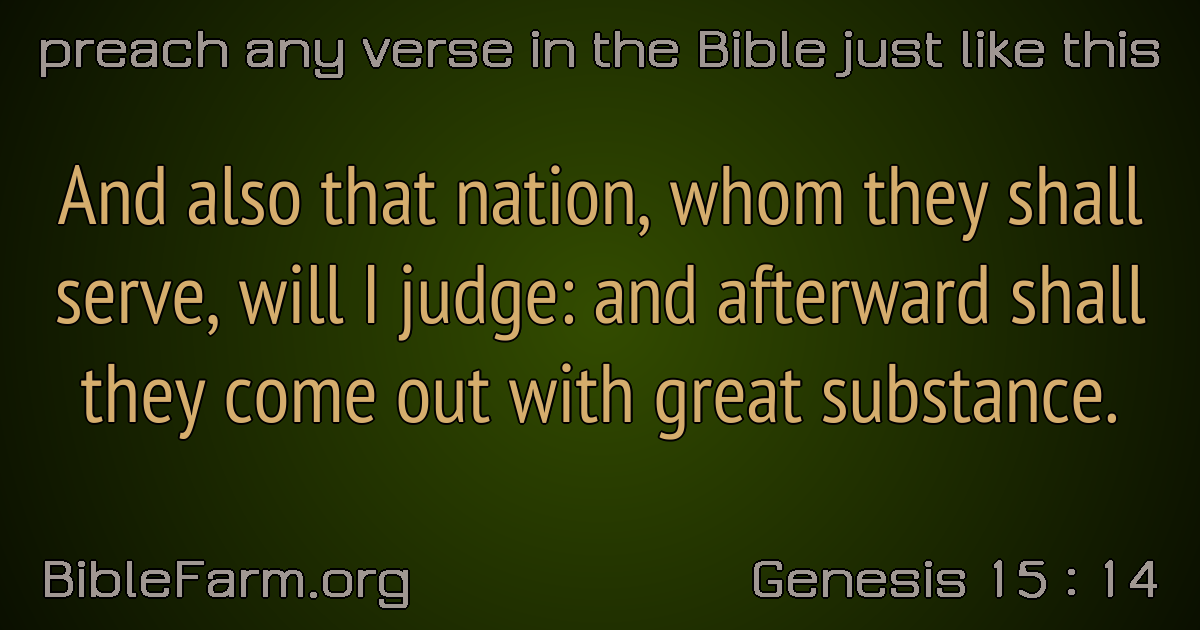 preach any verse in the Bible just like this
And also that nation, whom they shall
serve, will I judge: and afterward shall
they come out with great substance.
BibleFarm.org
Genesis 15 : 14